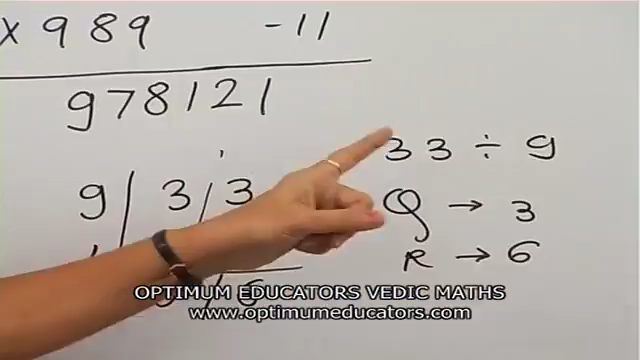 x 989 -11
978121
33 ÷ 9
9 3 3
Q → 3
R → 6
OPTIMUM EDUCATORS VEDIC MATHS
www.optimumeducators.com